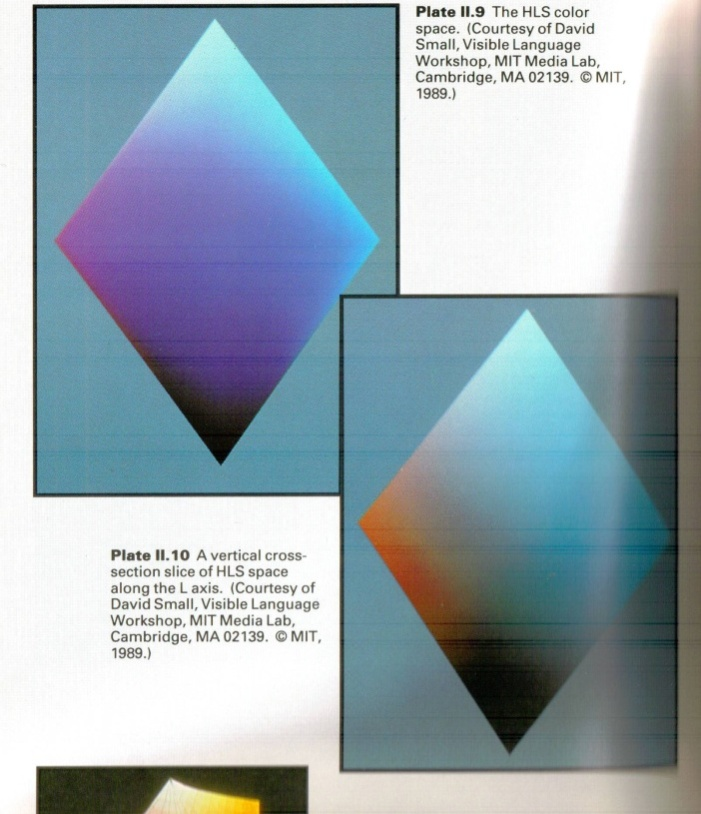 Plate II.9 The HLS color
space. (Courtesy of David
Small, Visible Language
Workshop, MIT Media Lab,
Cambridge, MA 02139. © MIT,
1989.)
Plate II.10 A vertical cross-
section slice of HLS space
along the L axis. (Courtesy of
David Small, Visible Language
Workshop, MIT Media Lab,
Cambridge, MA 02139. © MIT,
1989.)